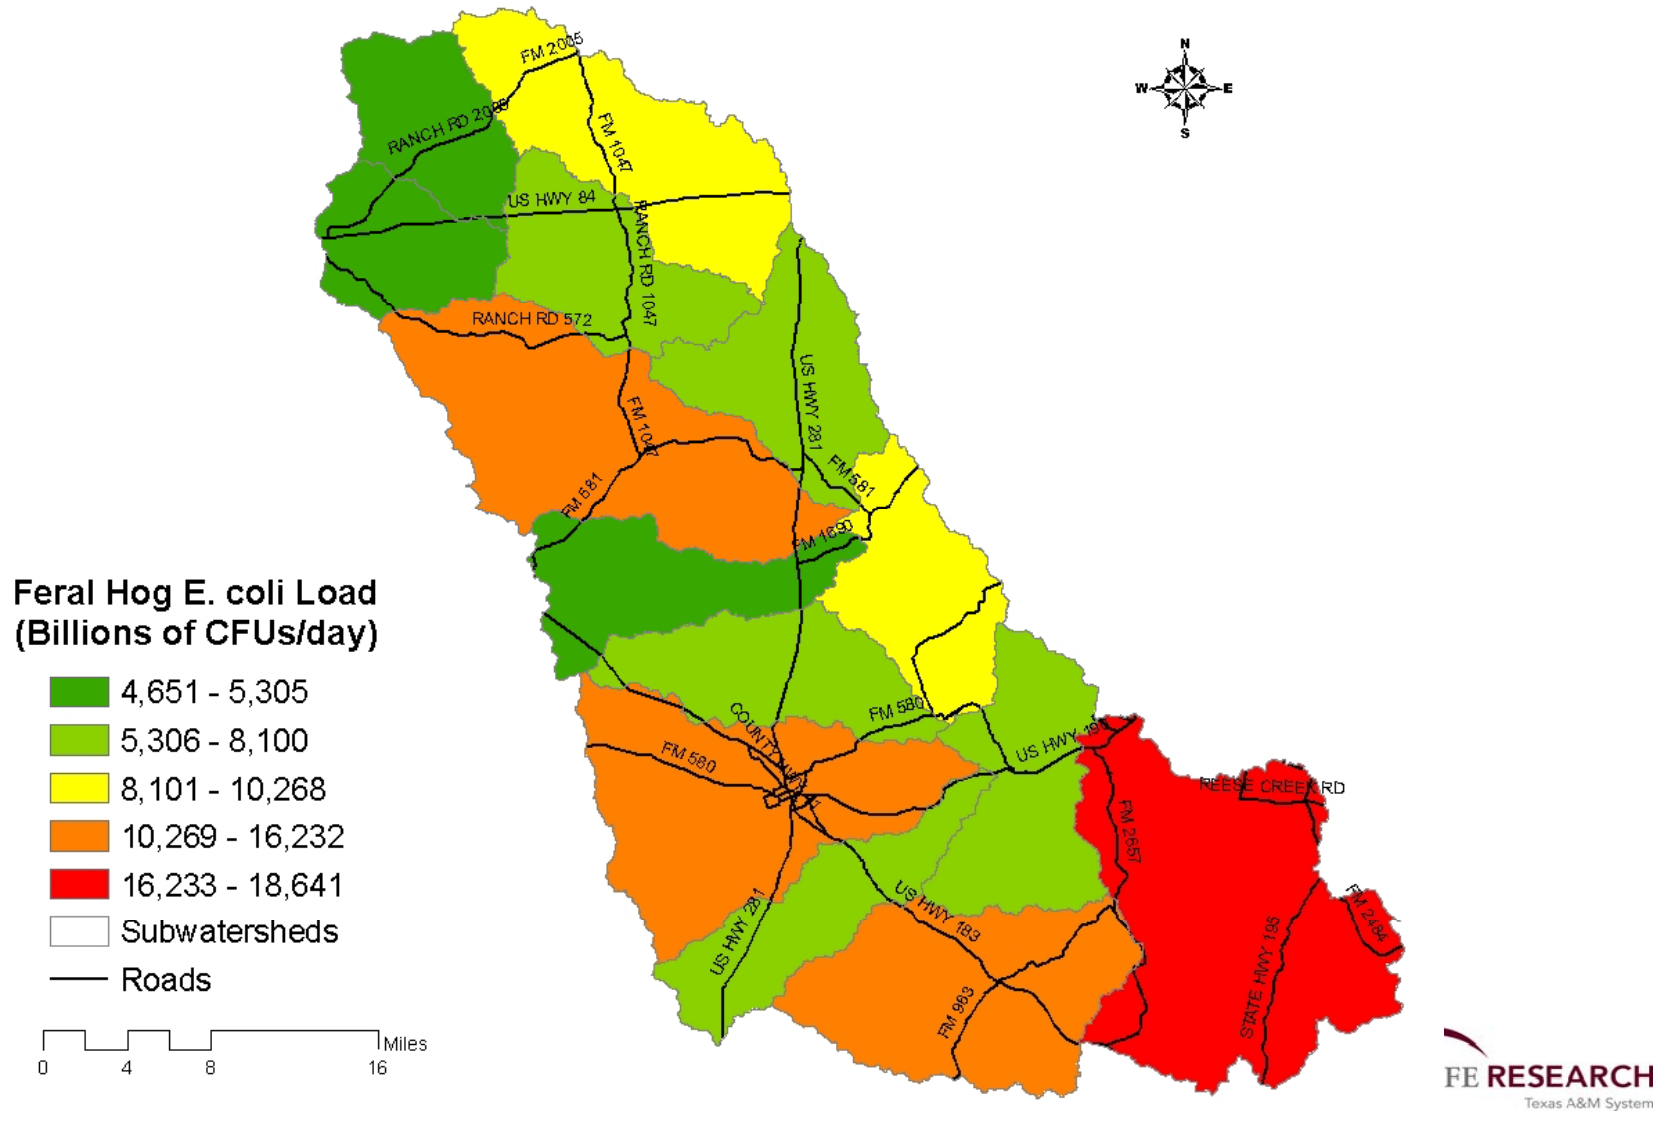 FM 2005
N
W
E
S
RANCH RD 2005
FM 1047
US HWY 84
RANCH RD 1047
RANCH RD 572
US HWY 281
FM 1047
FM 581
FM 581
FM 1690
Feral Hog E. coli Load
(Billions of CFUs/day)
4,651 - 5,305
5,306 - 8,100
8,101 - 10,268
10,269 - 16,232
16,233 - 18,641
Subwatersheds
Roads
Miles
0 4 8 16
FM 580
COUNTY
US HWY 190
FM 580
REESE CREEK RD
FM 2657
US HWY 183
FM 2484
US HWY 281
STATE HWY 195
FM 963
FE RESEARCH
Texas A&M System